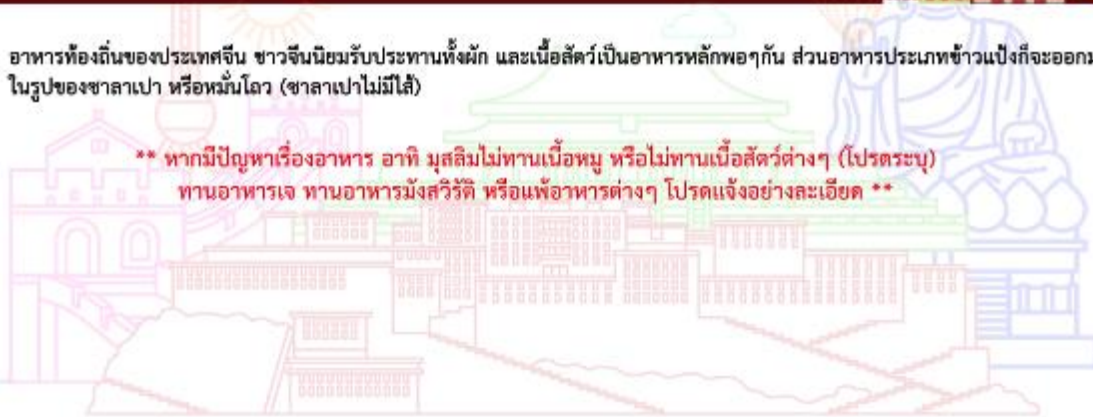 อาหารท้องถิ่นของประเทศจีน ชาวจีนนิยมรับประทานทั้งผัก และเนื้อสัตว์เป็นอาหารหลักพอๆกัน ส่วนอาหารประเภทข้าวแป้งก็จะออกม
ในรูปของซาลาเปา หรือหมั่นโถว (ซาลาเปาไม่มีไส้)
** หากมีปัญหาเรื่องอาหาร อาทิ มุสลิมไม่ทานเนื้อหมู หรือไม่ทานเนื้อสัตว์ต่างๆ (โปรดระบุ)
ทานอาหารเจ ทานอาหารมังสวิรัติ หรือแพ้อาหารต่างๆ โปรดแจ้งอย่างละเอียด **